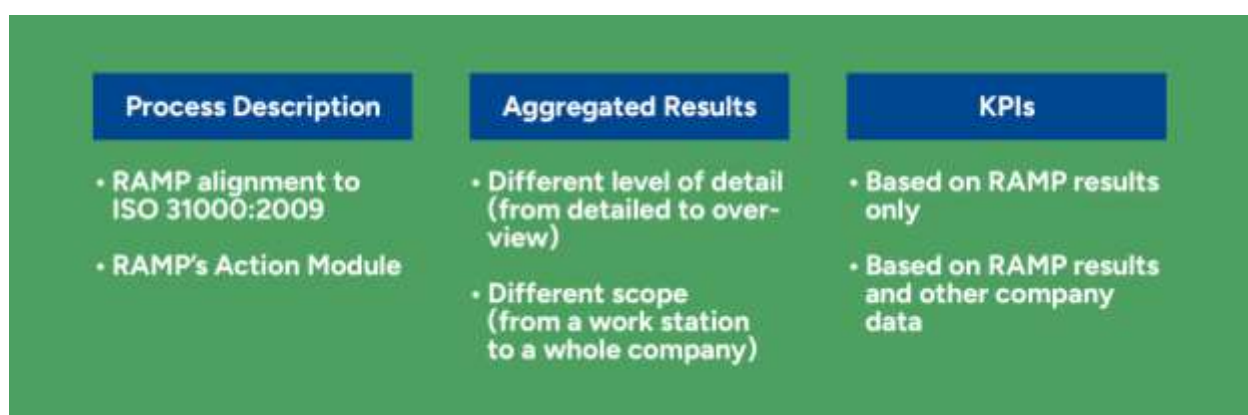 Process Description
• RAMP alignment to
ISO 31000:2009
• RAMP's Action Module
Aggregated Results
• Different level of detail
(from detailed to over-
view)
• Different scope
(from a work station
to a whole company)
KPIs
• Based on RAMP results
only
• Based on RAMP results
and other company
data